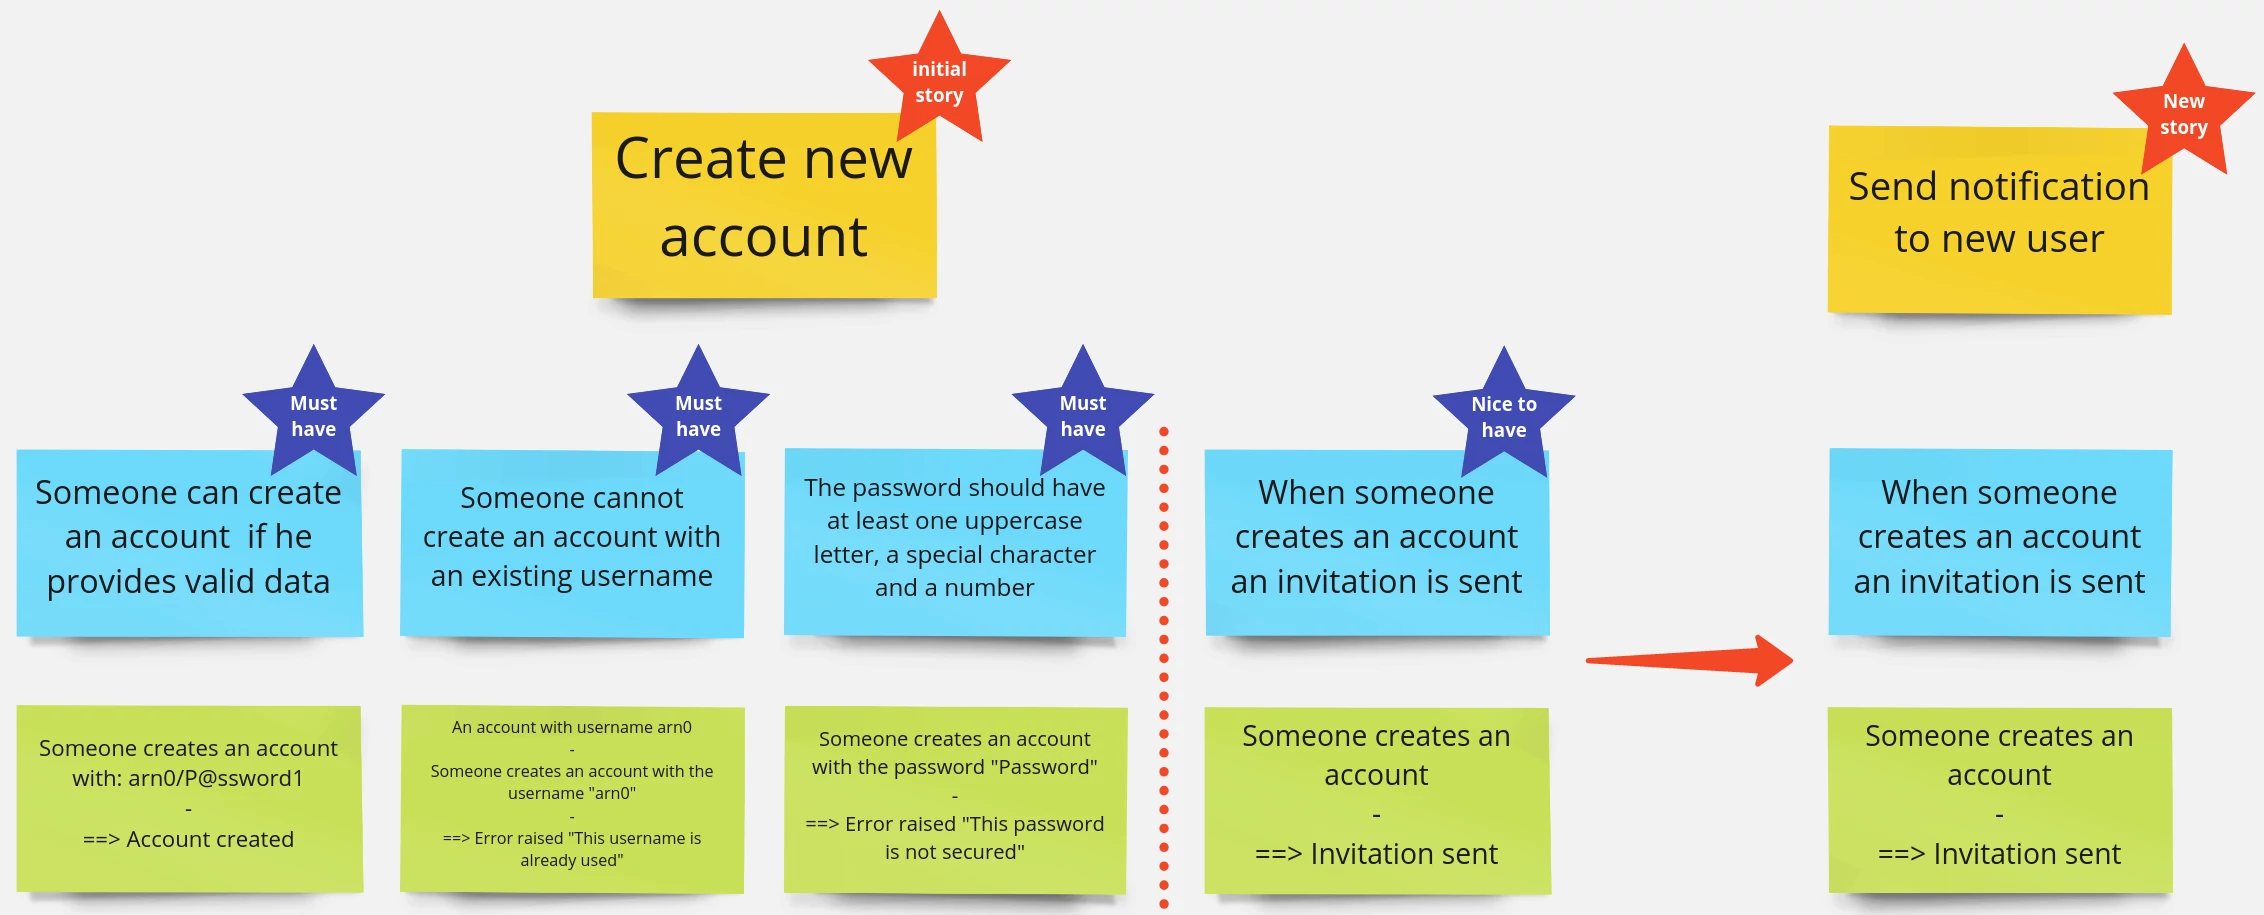 initial
story
Create new
account
New
story
Send notification
to new user
Must
have
Someone can create
an account  if he
provides valid data
Must
have
Someone cannot
create an account with
an existing username
Must
have
The password should have
at least one uppercase
letter, a special character
and a number
Nice to
have
When someone
creates an account
an invitation is sent
When someone
creates an account
an invitation is sent
Someone creates an account
with: arn0/P@ssword1
-
==> Account created
An account with username arn0
-
Someone creates an account with the
username "arn0"
-
==> Error raised "This username is
already used"
Someone creates an account
with the password "Password"
-
==> Error raised "This password
is not secured"
Someone creates an
account
-
==> Invitation sent
Someone creates an
account
-
==> Invitation sent